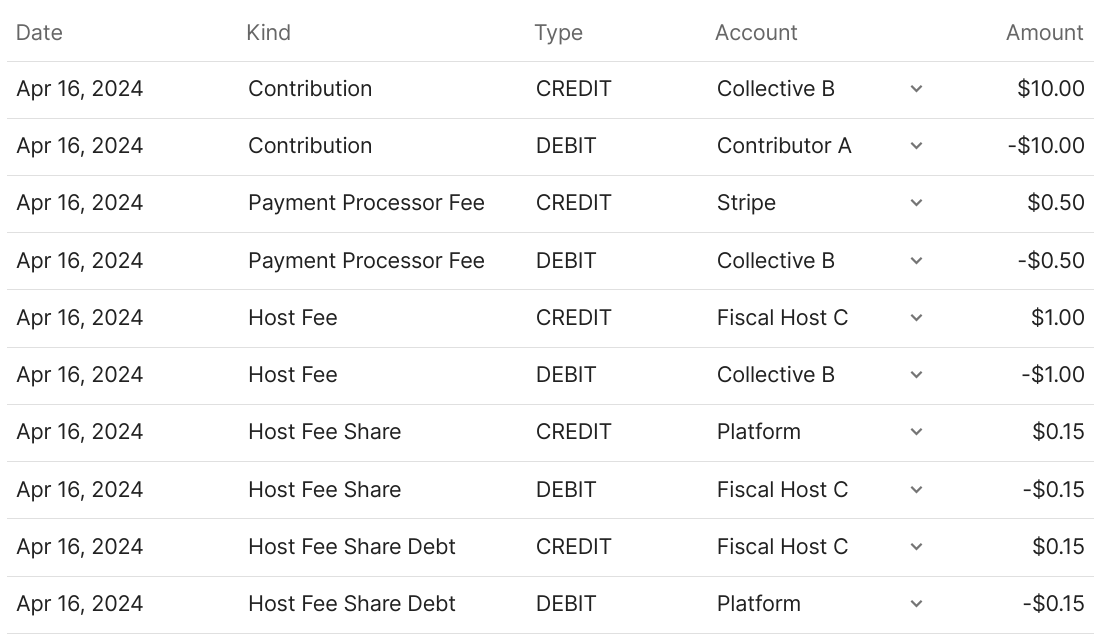 Date Kind Type Account Amount
Apr 16, 2024 Contribution CREDIT Collective B $10.00
Apr 16, 2024 Contribution DEBIT Contributor A -$10.00
Apr 16, 2024 Payment Processor Fee CREDIT Stripe $0.50
Apr 16, 2024 Payment Processor Fee DEBIT Collective B -$0.50
Apr 16, 2024 Host Fee CREDIT Fiscal Host C $1.00
Apr 16, 2024 Host Fee DEBIT Collective B -$1.00
Apr 16, 2024 Host Fee Share CREDIT Platform $0.15
Apr 16, 2024 Host Fee Share DEBIT Fiscal Host C -$0.15
Apr 16, 2024 Host Fee Share Debt CREDIT Fiscal Host C $0.15
Apr 16, 2024 Host Fee Share Debt DEBIT Platform -$0.15